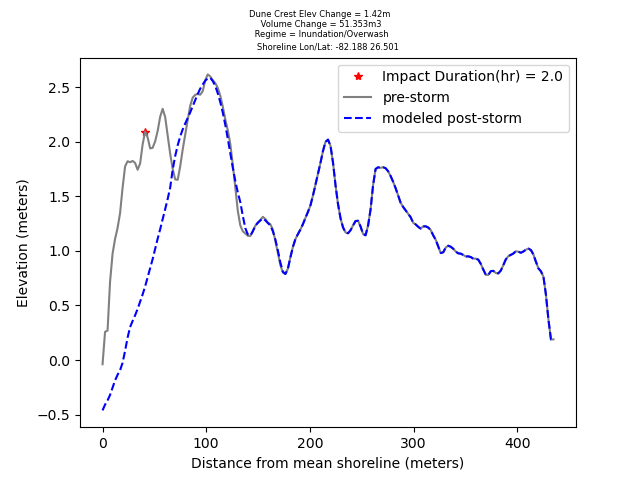 Dune Crest Elev Change = 1.42m
Volume Change = 51.353m3
Regime = Inundation/Overwash
Shoreline Lon/Lat: -82.188 26.501
Impact Duration(hr) = 2.0
pre-storm
modeled post-storm
2.5
2.0
1.5
1.0
0.5
0.0
−0.5
Elevation (meters)
0 100 200 300 400
Distance from mean shoreline (meters)